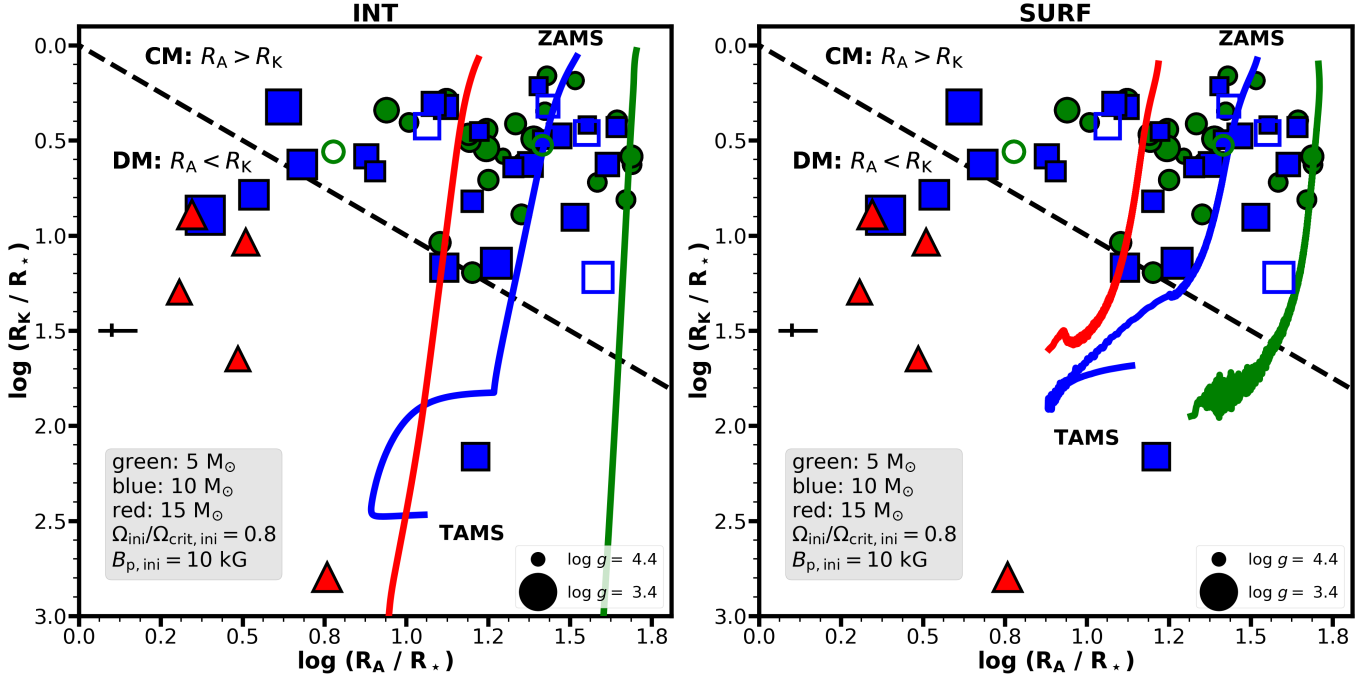 INT
ZAMS
CM: R_A > R_K
DM: R_A < R_K
log (R_K / R_⋆)
0.0
0.5
1.0
1.5
2.0
2.5
3.0
green: 5 M_⊙
blue: 10 M_⊙
red: 15 M_⊙
Ω_ini/Ω_crit, ini = 0.8
B_p, ini = 10 kG
TAMS
log g = 4.4
log g = 3.4
0.0 0.2 0.5 0.8 1.0 1.2 1.5 1.8
log (R_A / R_⋆)
SURF
ZAMS
CM: R_A > R_K
DM: R_A < R_K
log (R_K / R_⋆)
0.0
0.5
1.0
1.5
2.0
2.5
3.0
TAMS
green: 5 M_⊙
blue: 10 M_⊙
red: 15 M_⊙
Ω_ini/Ω_crit, ini = 0.8
B_p, ini = 10 kG
log g = 4.4
log g = 3.4
0.0 0.2 0.5 0.8 1.0 1.2 1.5 1.8
log (R_A / R_⋆)